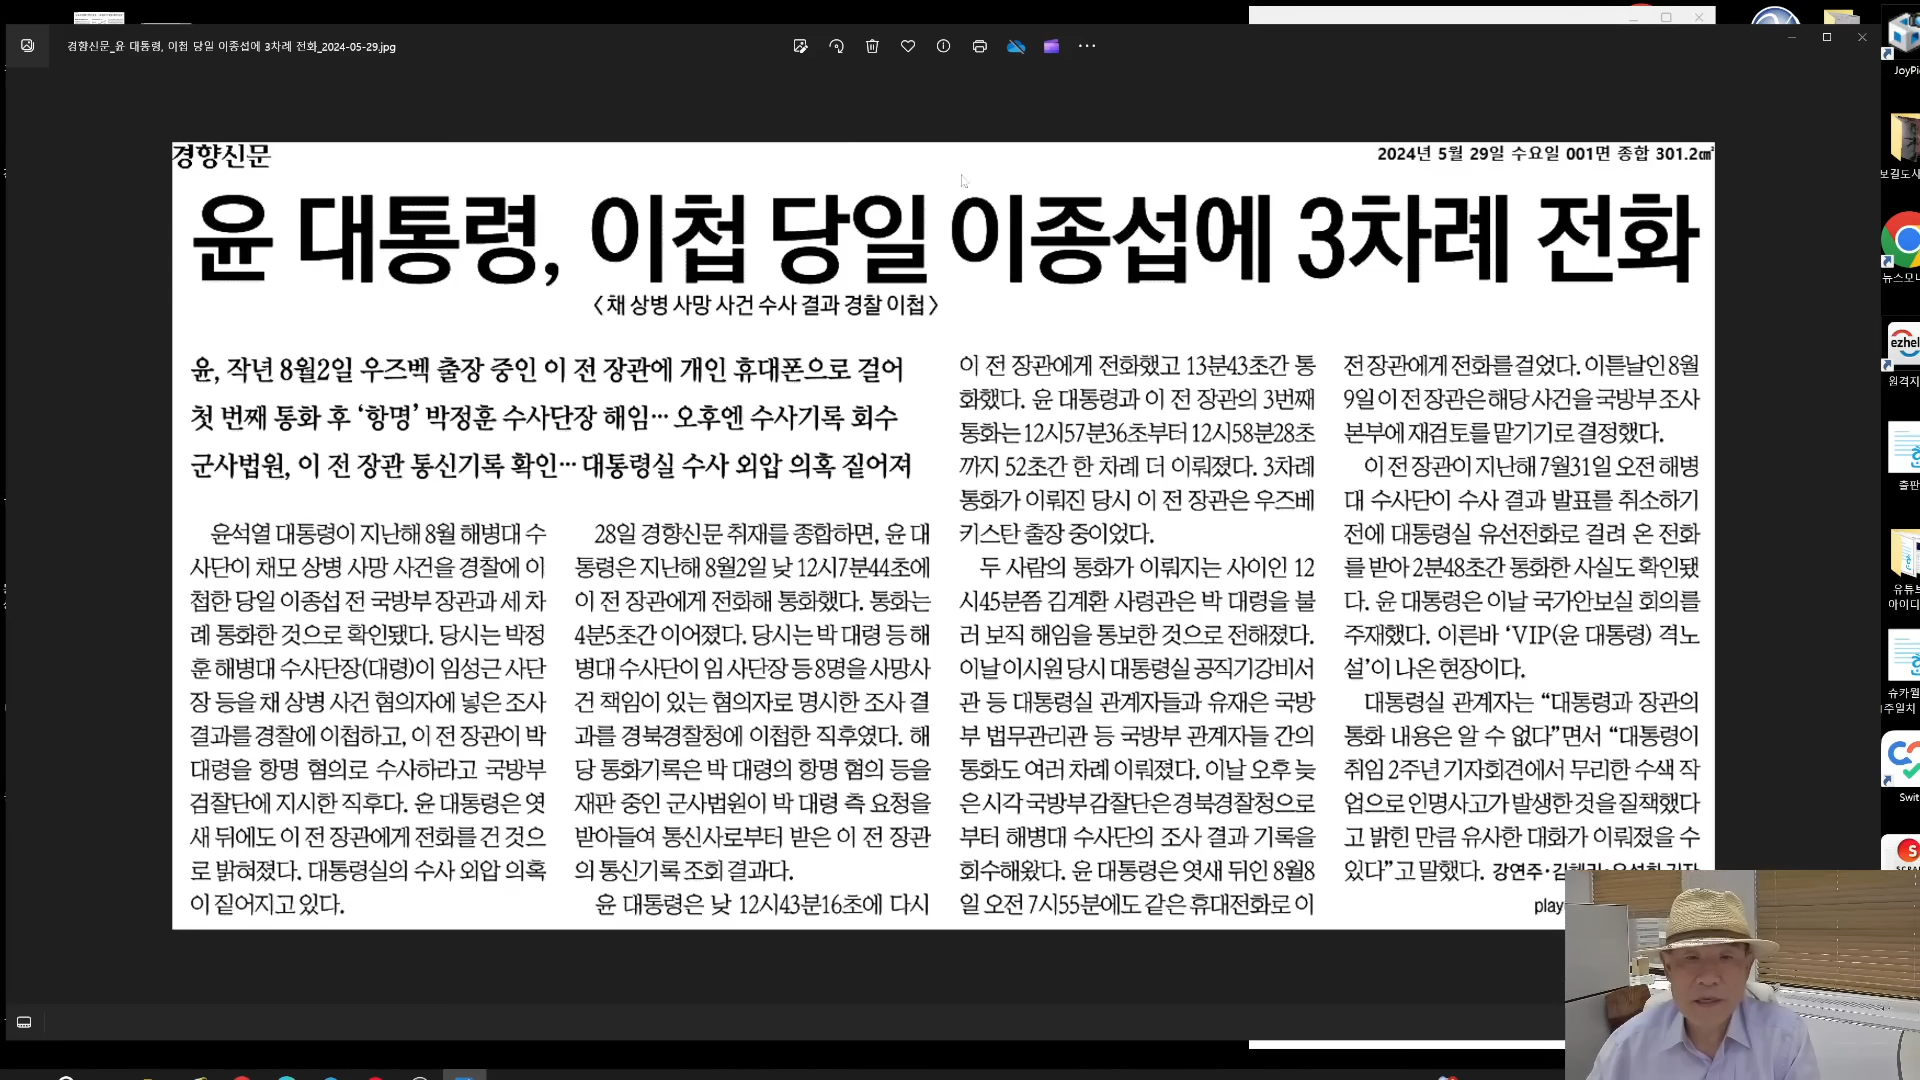 경향신문_윤 대통령, 이첩 당일 이종섭에 3차례 전화_2024-05-29.jpg
경향신문
2024년 5월 29일 수요일 001면 종합 301.2㎠
윤 대통령, 이첩 당일 이종섭에 3차례 전화
〈채 상병 사망 사건 수사 결과 경찰 이첩〉
윤, 작년 8월2일 우즈벡 출장 중인 이 전 장관에 개인 휴대폰으로 걸어
첫 번째 통화 후 ‘항명’ 박정훈 수사단장 해임… 오후엔 수사기록 회수
군사법원, 이 전 장관 통신기록 확인… 대통령실 수사 외압 의혹 짙어져
윤석열 대통령이 지난해 8월 해병대 수
사단이 채모 상병 사망 사건을 경찰에 이
첩한 당일 이종섭 전 국방부 장관과 세 차
례 통화한 것으로 확인됐다. 당시는 박정
훈 해병대 수사단장(대령)이 임성근 사단
장 등을 채 상병 사건 혐의자에 넣은 조사
결과를 경찰에 이첩하고, 이 전 장관이 박
대령을 항명 혐의로 수사하라고 국방부
검찰단에 지시한 직후다. 윤 대통령은 엿
새 뒤에도 이 전 장관에게 전화를 건 것으
로 밝혀졌다. 대통령실의 수사 외압 의혹
이 짙어지고 있다.
28일 경향신문 취재를 종합하면, 윤 대
통령은 지난해 8월2일 낮 12시7분44초에
이 전 장관에게 전화해 통화했다. 통화는
4분5초간 이어졌다. 당시는 박 대령 등 해
병대 수사단이 임 사단장 등 8명을 사망사
건 책임이 있는 혐의자로 명시한 조사 결
과를 경북경찰청에 이첩한 직후였다. 해
당 통화기록은 박 대령의 항명 혐의 등을
재판 중인 군사법원이 박 대령 측 요청을
받아들여 통신사로부터 받은 이 전 장관
의 통신기록 조회 결과다.
윤 대통령은 낮 12시43분16초에 다시
이 전 장관에게 전화했고 13분43초간 통
화했다. 윤 대통령과 이 전 장관의 3번째
통화는 12시57분36초부터 12시58분28초
까지 52초간 한 차례 더 이뤄졌다. 3차례
통화가 이뤄진 당시 이 전 장관은 우즈베
키스탄 출장 중이었다.
두 사람의 통화가 이뤄지는 사이인 12
시45분쯤 김계환 사령관은 박 대령을 불
러 보직 해임을 통보한 것으로 전해졌다.
이날 이시원 당시 대통령실 공직기강비서
관 등 대통령실 관계자들과 유재은 국방
부 법무관리관 등 국방부 관계자들 간의
통화도 여러 차례 이뤄졌다. 이날 오후 늦
은 시각 국방부 감찰단은 경북경찰청으로
부터 해병대 수사단의 조사 결과 기록을
회수해왔다. 윤 대통령은 엿새 뒤인 8월8
일 오전 7시55분에도 같은 휴대전화로 이
전 장관에게 전화를 걸었다. 이튿날인 8월
9일 이 전 장관은 해당 사건을 국방부 조사
본부에 재검토를 맡기기로 결정했다.
이 전 장관이 지난해 7월31일 오전 해병
대 수사단이 수사 결과 발표를 취소하기
전에 대통령실 유선전화로 걸려 온 전화
를 받아 2분48초간 통화한 사실도 확인됐
다. 윤 대통령은 이날 국가안보실 회의를
주재했다. 이른바 ‘VIP(윤 대통령) 격노
설’이 나온 현장이다.
대통령실 관계자는 “대통령과 장관의
통화 내용은 알 수 없다”면서 “대통령이
취임 2주년 기자회견에서 무리한 수색 작
업으로 인명사고가 발생한 것을 질책했다
고 밝힌 만큼 유사한 대화가 이뤄졌을 수
있다”고 말했다. 강연주·
play
JoyPi
보길도사
뉴스모니
ezhel
원격지
출판
유튜브
아이디
슈카월
Swit